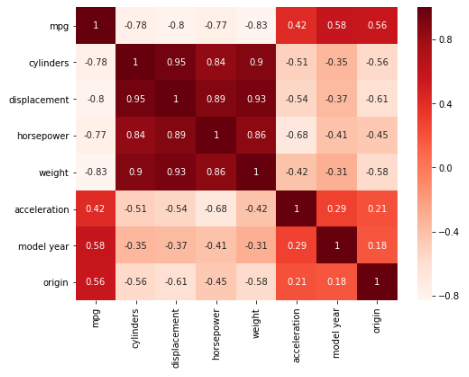 mpg 1 -0.78 -0.8 -0.77 -0.83 0.42 0.58 0.56
cylinders -0.78 1 0.95 0.84 0.9 -0.51 -0.35 -0.56
displacement -0.8 0.95 1 0.89 0.93 -0.54 -0.37 -0.61
horsepower -0.77 0.84 0.89 1 0.86 -0.68 -0.41 -0.45
weight -0.83 0.9 0.93 0.86 1 -0.42 -0.31 -0.58
acceleration 0.42 -0.51 -0.54 -0.68 -0.42 1 0.29 0.21
model year 0.58 -0.35 -0.37 -0.41 -0.31 0.29 1 0.18
origin 0.56 -0.56 -0.61 -0.45 -0.58 0.21 0.18 1
mpg
cylinders
displacement
horsepower
weight
acceleration
model year
origin
0.8
0.4
0.0
-0.4
-0.8